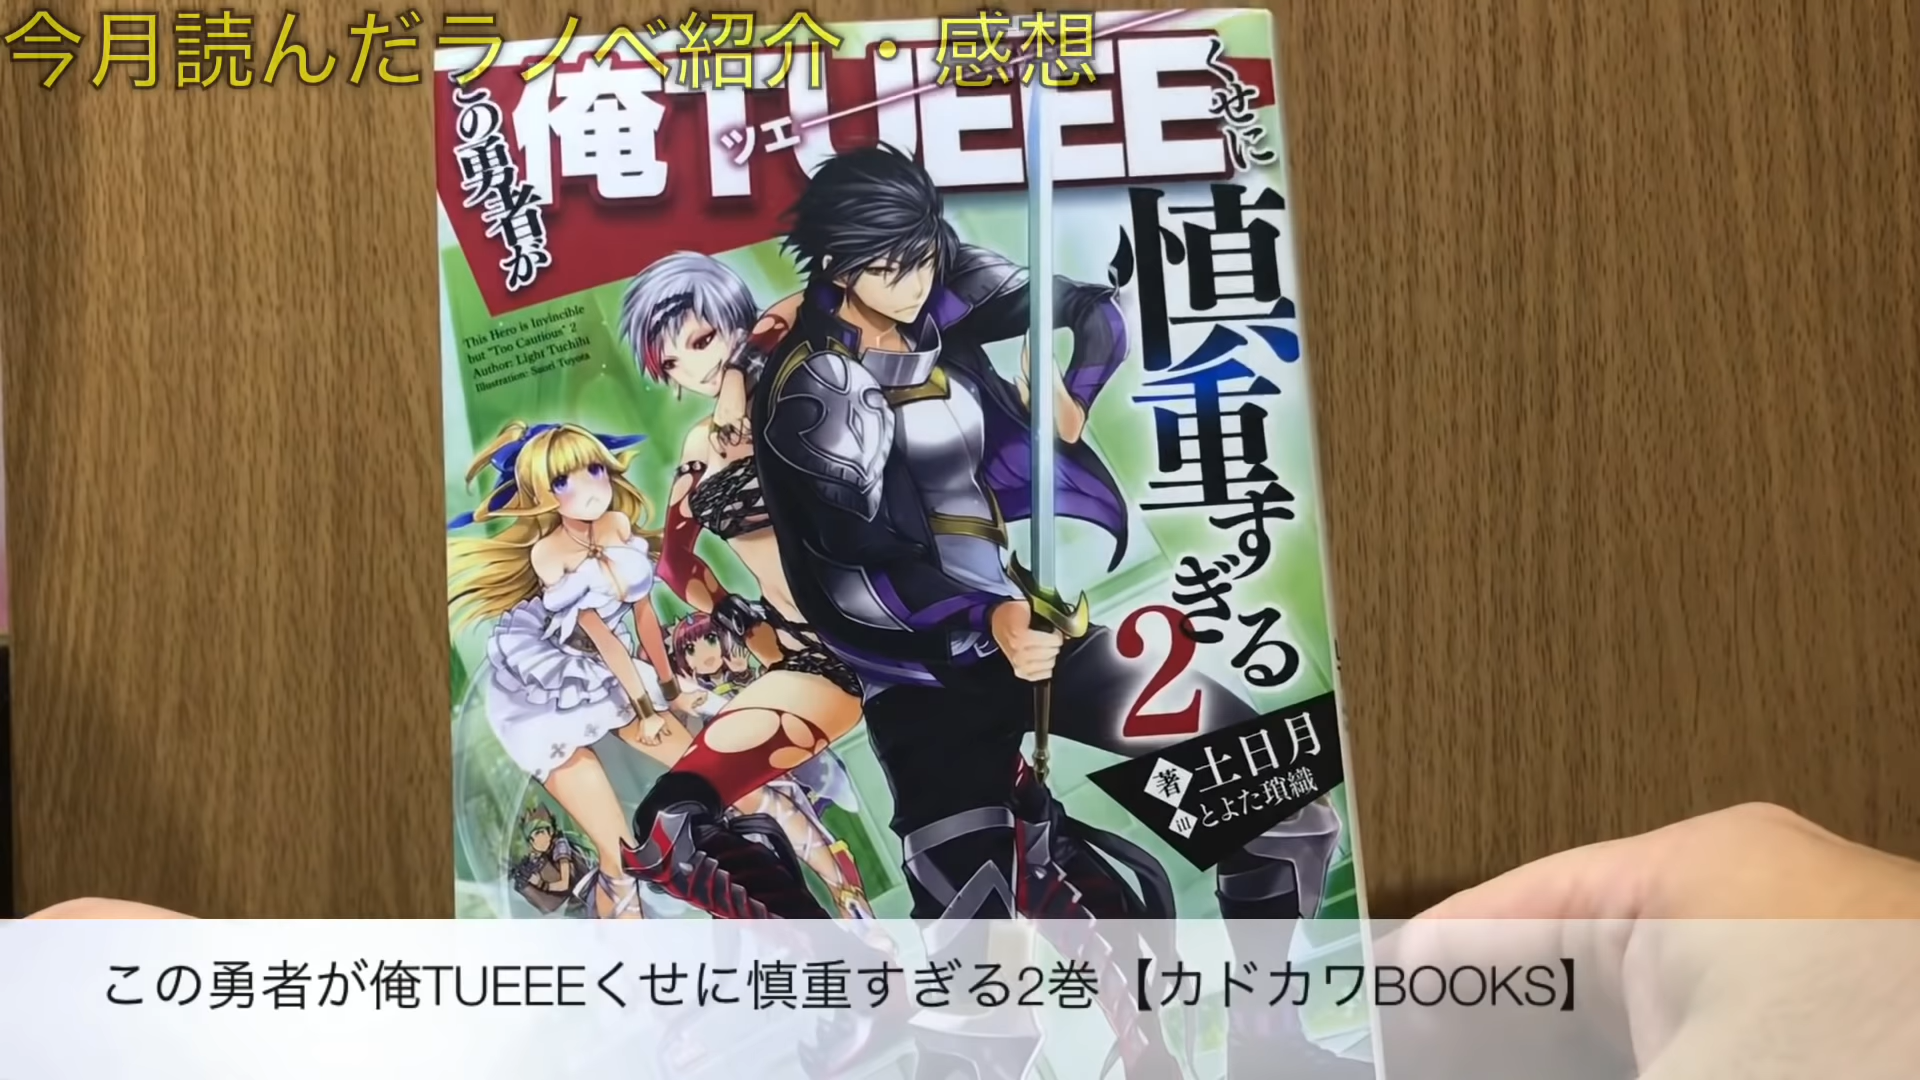 今月読んだラノベ紹介・感想
この勇者が
俺TUEEE
ツエー
くせに
慎重すぎる
2
This Hero is Invincible
but "Too Cautious" 2
Author: Light Tuchihi
Illustration: Saori Toyota
著 土日月
ill とよた瑣織
この勇者が俺TUEEEくせに慎重すぎる2巻【カドカワBOOKS】